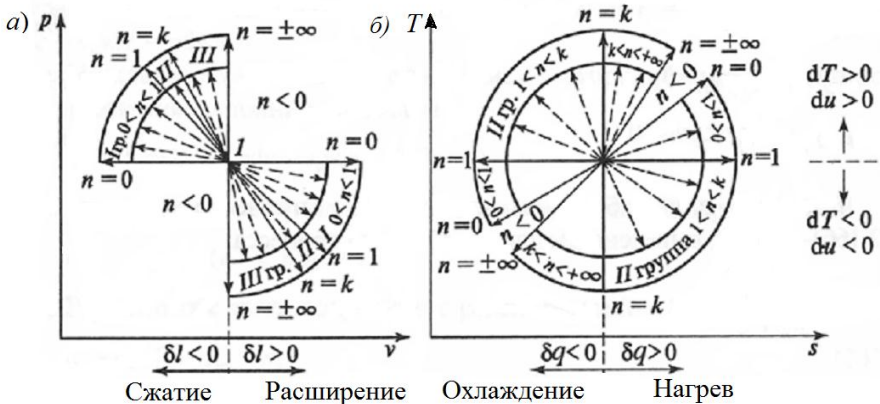 а) p
n = k
n = ±∞
n = 1
III
II
I гр. 0<n<1
n < 0
1
n = 0
n = 0
n < 0
I 0<n<1
II
III гр.
n = 1
n = k
n = ±∞
δl<0 δl>0
v
Сжатие Расширение
б) T
n = k
n = ±∞
k<n<+∞
n < 0
n = 0
II гр. 1<n<k
0<n<1
n=1
n=1
0<n<1
n=0
n<0
n = ±∞
k<n<+∞
II группа 1<n<k
n = k
dT>0
du>0
dT<0
du<0
δq<0 δq>0
s
Охлаждение Нагрев